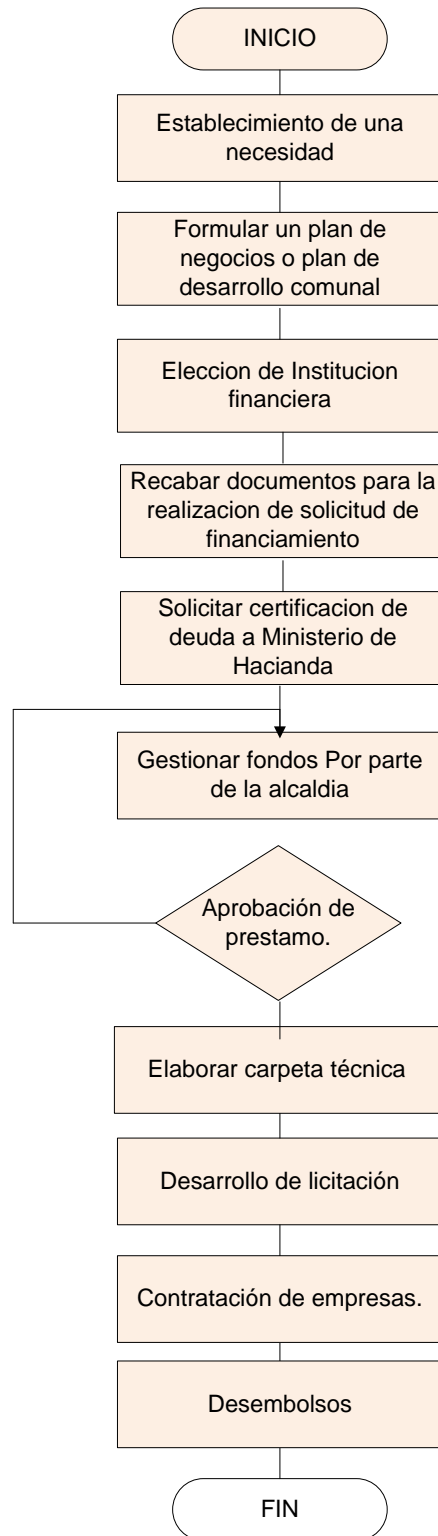 INICIO
Establecimiento de una
necesidad
Formular un plan de
negocios o plan de
desarrollo comunal
Eleccion de Institucion
financiera
Recabar documentos para la
realizacion de solicitud de
financiamiento
Solicitar certificacion de
deuda a Ministerio de
Hacianda
Gestionar fondos Por parte
de la alcaldia
Aprobación de
prestamo.
Elaborar carpeta técnica
Desarrollo de licitación
Contratación de empresas.
Desembolsos
FIN